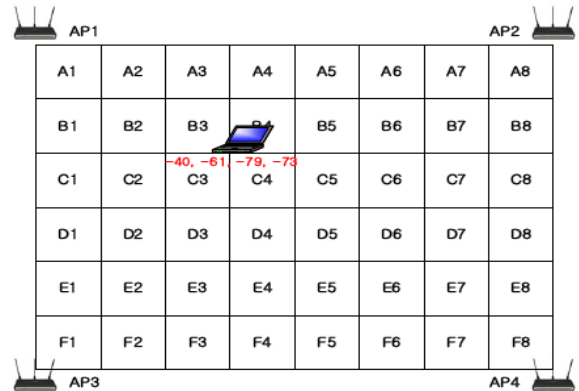 AP1 AP2
A1 A2 A3 A4 A5 A6 A7 A8
B1 B2 B3 B5 B6 B7 B8
-40, -61, -79, -73
C1 C2 C3 C4 C5 C6 C7 C8
D1 D2 D3 D4 D5 D6 D7 D8
E1 E2 E3 E4 E5 E6 E7 E8
F1 F2 F3 F4 F5 F6 F7 F8
AP3 AP4